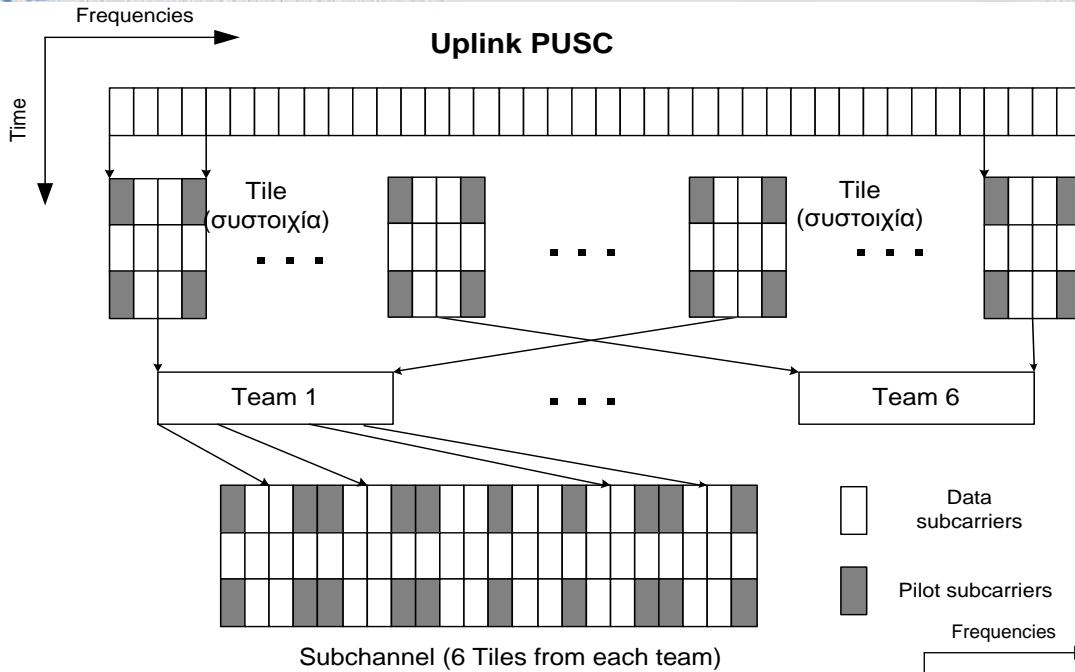 Frequencies
Uplink PUSC
Time
Tile
(συστοιχία)
Tile
(συστοιχία)
Team 1
Team 6
Data
subcarriers
Pilot subcarriers
Frequencies
Subchannel (6 Tiles from each team)